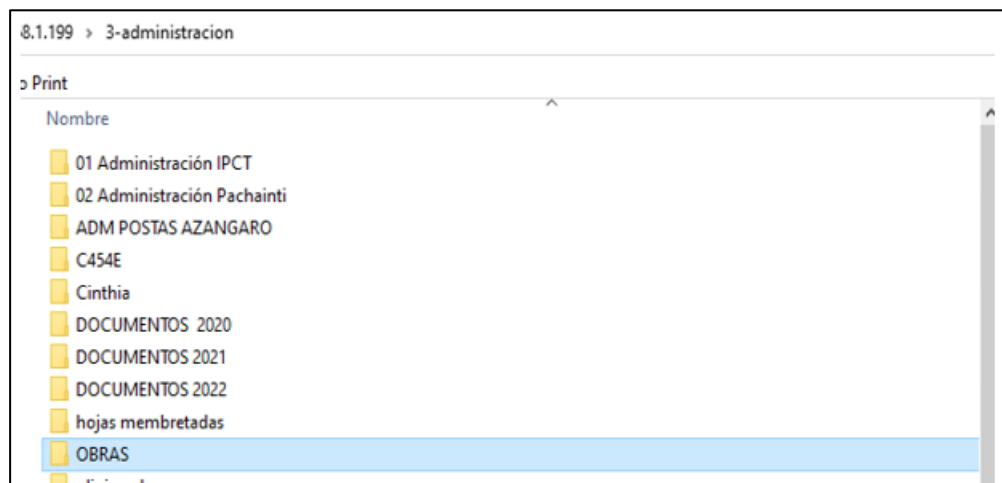 8.1.199 > 3-administracion
Print
Nombre
01 Administración IPCT
02 Administración Pachainti
ADM POSTAS AZANGARO
C454E
Cinthia
DOCUMENTOS  2020
DOCUMENTOS 2021
DOCUMENTOS 2022
hojas membretadas
OBRAS